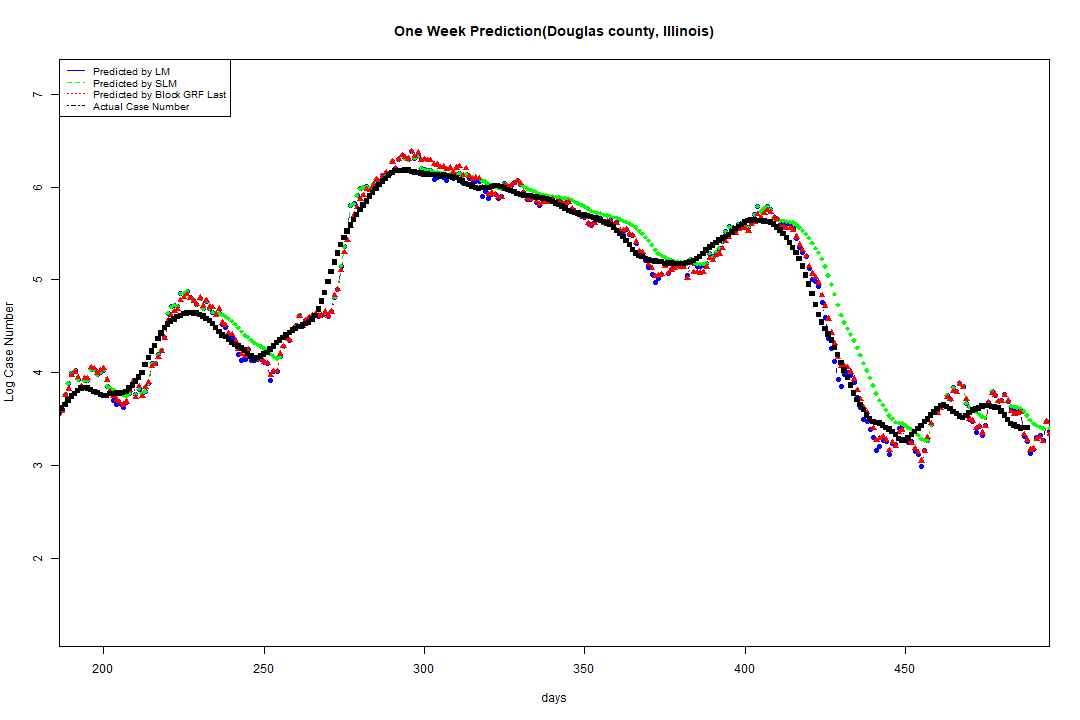 One Week Prediction(Douglas county, Illinois)
Predicted by LM
Predicted by SLM
Predicted by Block GRF Last
Actual Case Number
7
6
5
4
3
2
Log Case Number
200 250 300 350 400 450
days